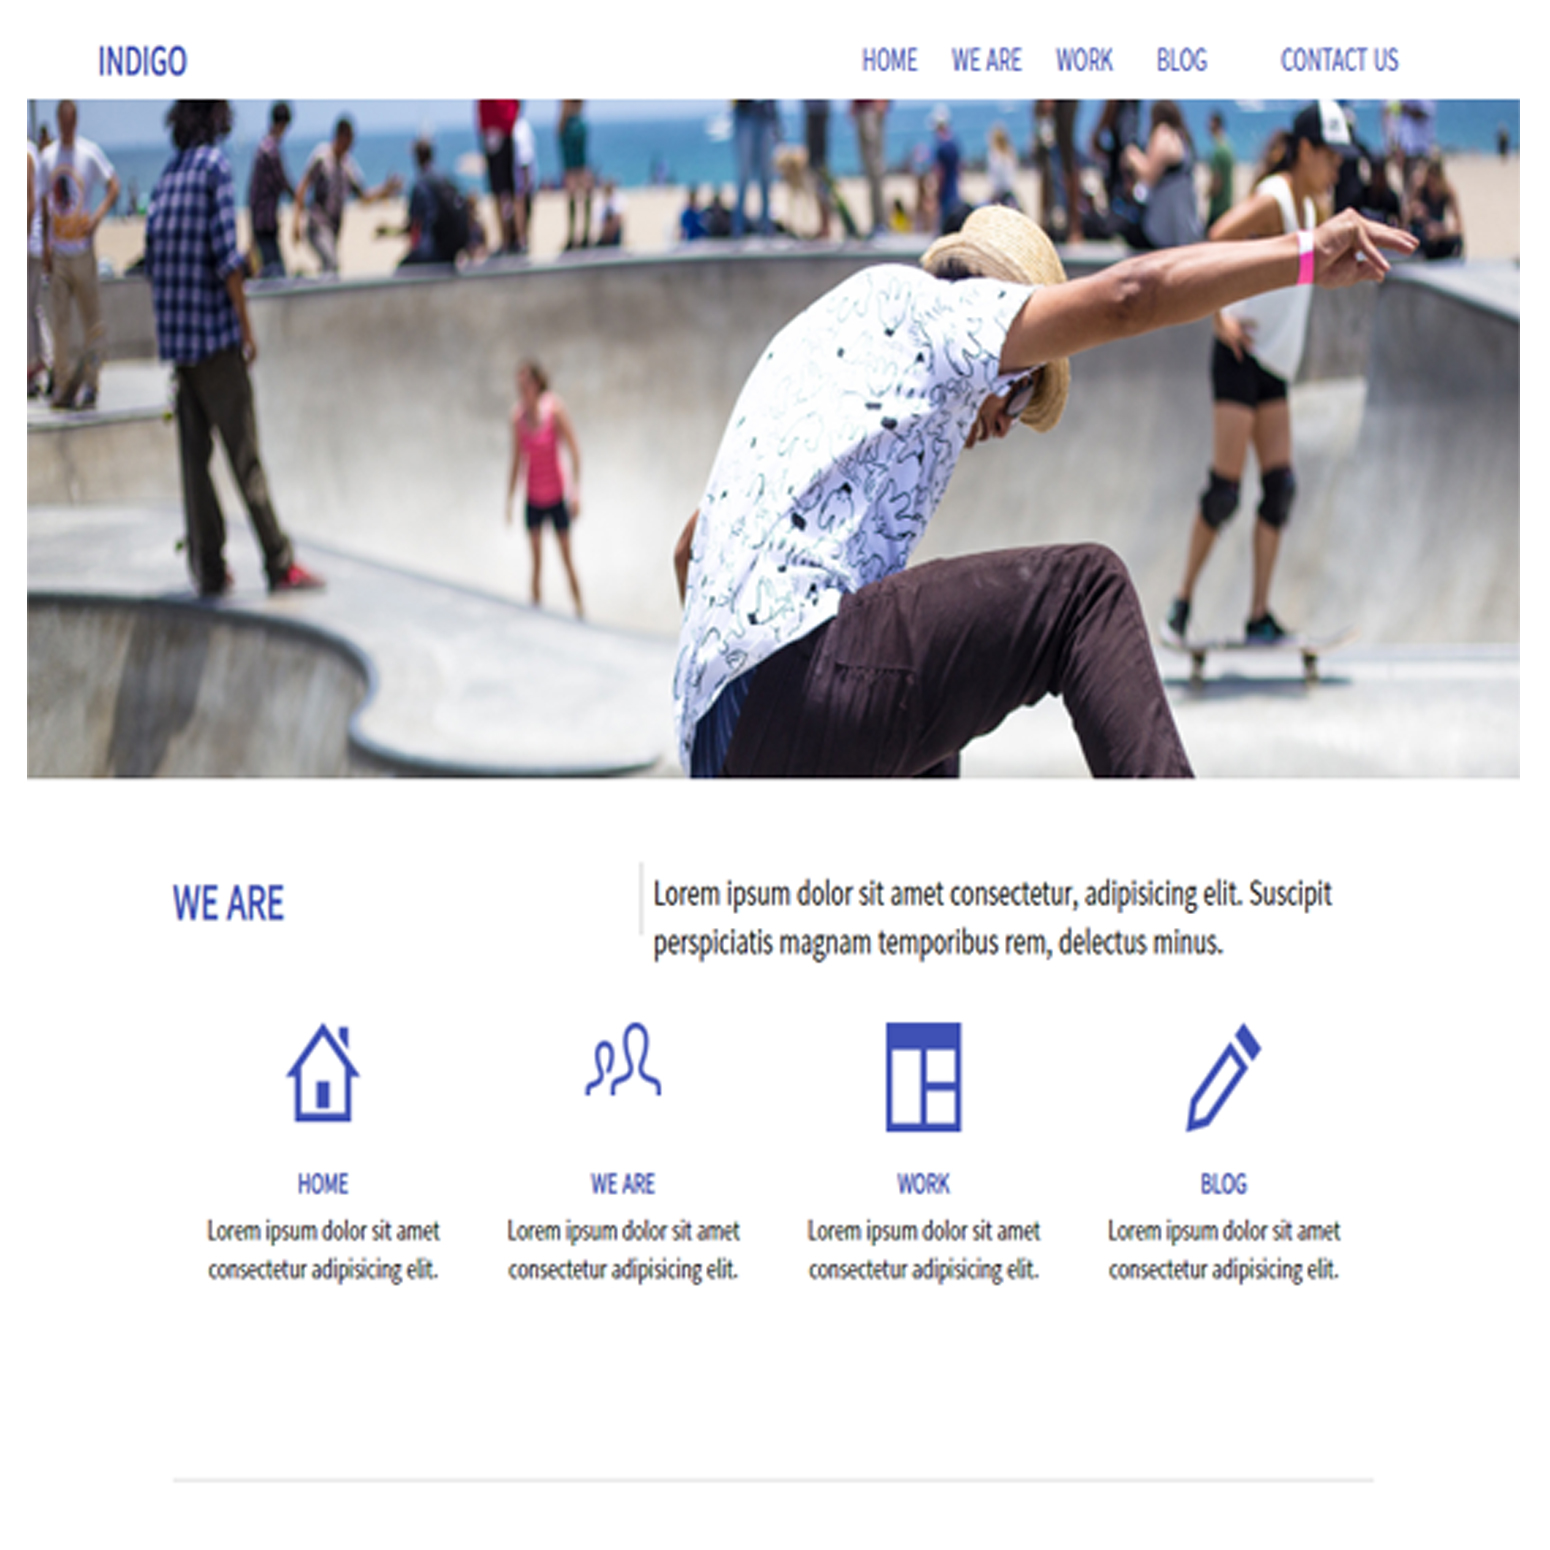 INDIGO
HOME WE ARE WORK BLOG CONTACT US
WE ARE
Lorem ipsum dolor sit amet consectetur, adipisicing elit. Suscipit
perspiciatis magnam temporibus rem, delectus minus.
HOME
Lorem ipsum dolor sit amet
consectetur adipisicing elit.
WE ARE
Lorem ipsum dolor sit amet
consectetur adipisicing elit.
WORK
Lorem ipsum dolor sit amet
consectetur adipisicing elit.
BLOG
Lorem ipsum dolor sit amet
consectetur adipisicing elit.